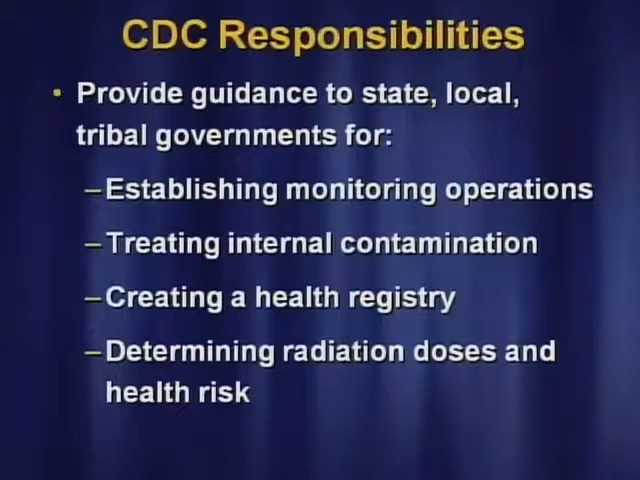 CDC Responsibilities
• Provide guidance to state, local,
tribal governments for:
–Establishing monitoring operations
–Treating internal contamination
–Creating a health registry
–Determining radiation doses and
health risk